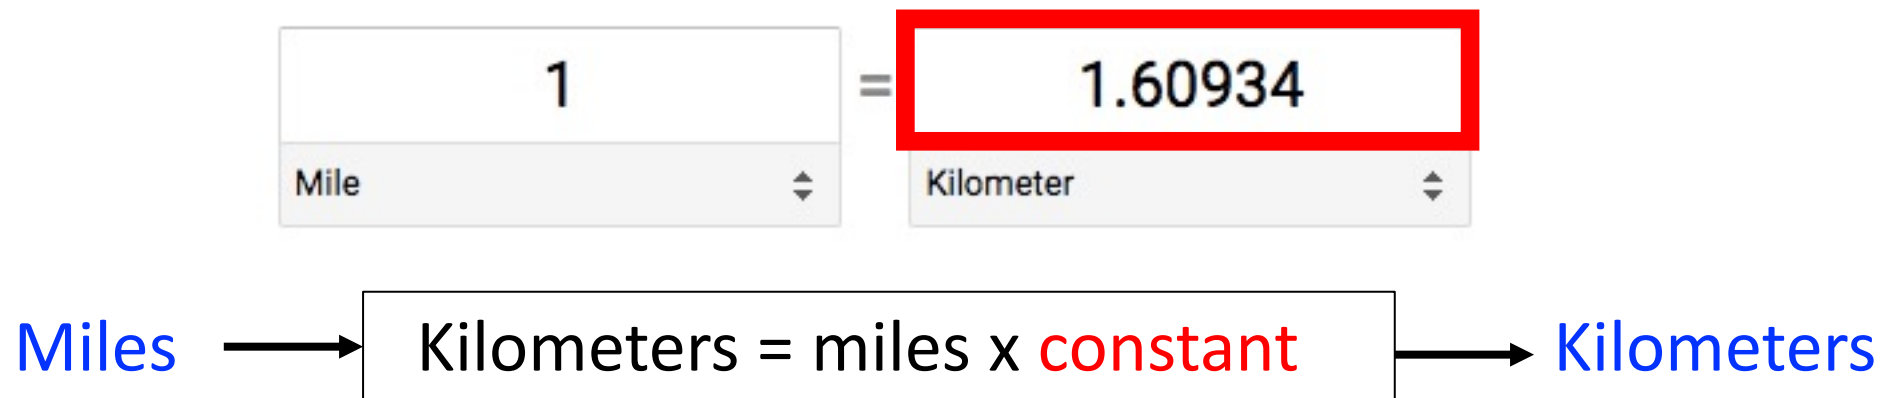 1 = 1.60934
Mile Kilometer
Miles Kilometers = miles x constant Kilometers